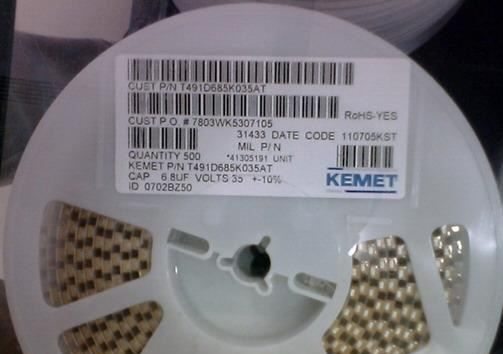 CUST P/N T491D685K035AT
CUST P.O. # 7803WK5307105 RoHS-YES
31433 DATE CODE 110705KST
MIL P/N
QUANTITY 500 *41305191 UNIT
KEMET P/N T491D685K035AT
CAP 6.8UF VOLTS 35 +-10%
ID 0702BZ50
KEMET